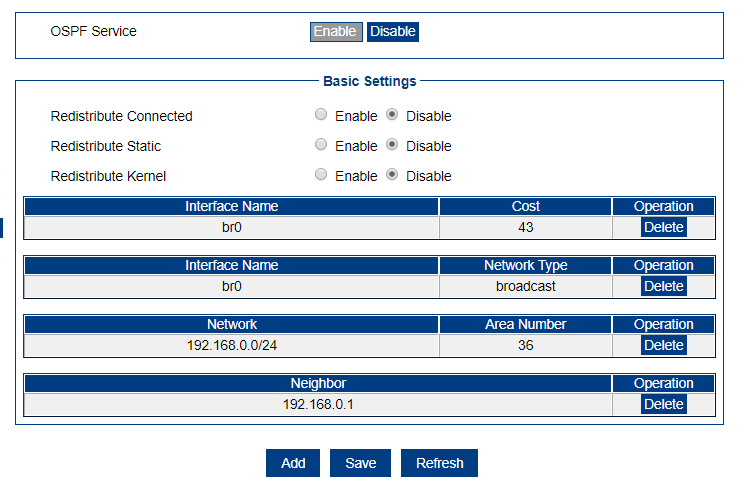 OSPF Service Enable Disable
Basic Settings
Redistribute Connected Enable Disable
Redistribute Static Enable Disable
Redistribute Kernel Enable Disable
Interface Name Cost Operation
br0 43 Delete
Interface Name Network Type Operation
br0 broadcast Delete
Network Area Number Operation
192.168.0.0/24 36 Delete
Neighbor Operation
192.168.0.1 Delete
Add Save Refresh